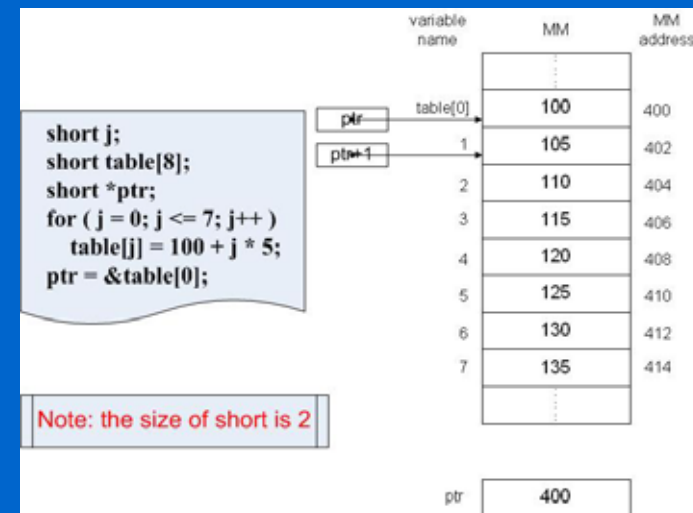 variable name
MM
MM address
short j;
short table[8];
short *ptr;
for ( j = 0; j <= 7; j++ )
table[j] = 100 + j * 5;
ptr = &table[0];
ptr
ptr+1
table[0] 100 400
1 105 402
2 110 404
3 115 406
4 120 408
5 125 410
6 130 412
7 135 414
Note: the size of short is 2
ptr 400